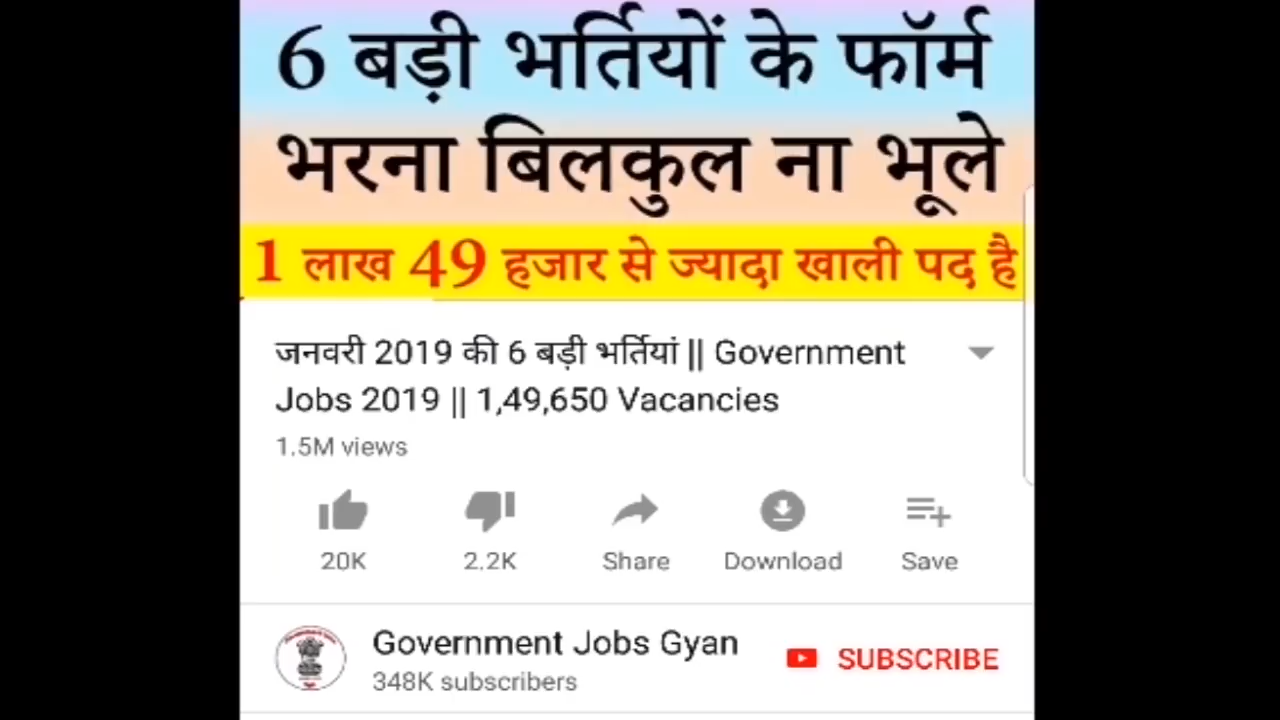 6 बड़ी भर्तियों के फॉर्म
भरना बिलकुल ना भूले
1 लाख 49 हजार से ज्यादा खाली पद है
जनवरी 2019 की 6 बड़ी भर्तियां || Government
Jobs 2019 || 1,49,650 Vacancies
1.5M views
20K 2.2K Share Download Save
Government Jobs Gyan
SUBSCRIBE
348K subscribers